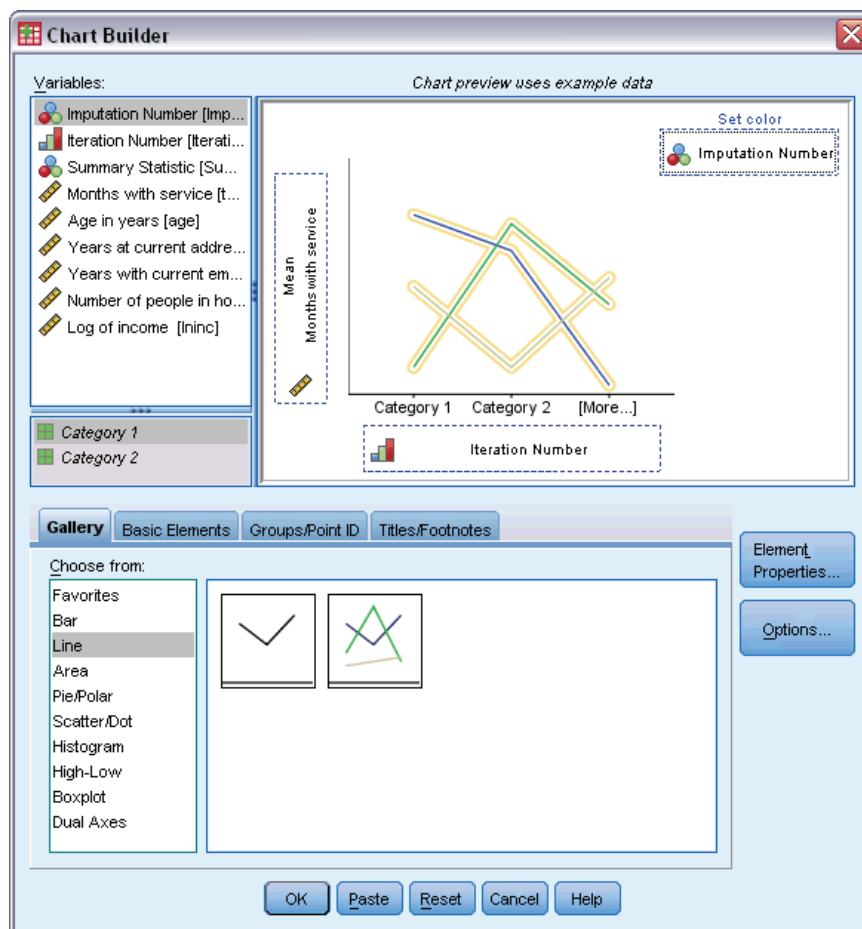 Chart Builder
Variables:
Chart preview uses example data
Imputation Number [Imp...
Iteration Number [Iterati...
Summary Statistic [Su...
Months with service [t...
Age in years [age]
Years at current addre...
Years with current em...
Number of people in ho...
Log of income [lninc]
Category 1
Category 2
Set color
Imputation Number
Mean
Months with service
Category 1 Category 2 [More...]
Iteration Number
Gallery Basic Elements Groups/Point ID Titles/Footnotes
Choose from:
Favorites
Bar
Line
Area
Pie/Polar
Scatter/Dot
Histogram
High-Low
Boxplot
Dual Axes
Element
Properties...
Options...
OK Paste Reset Cancel Help